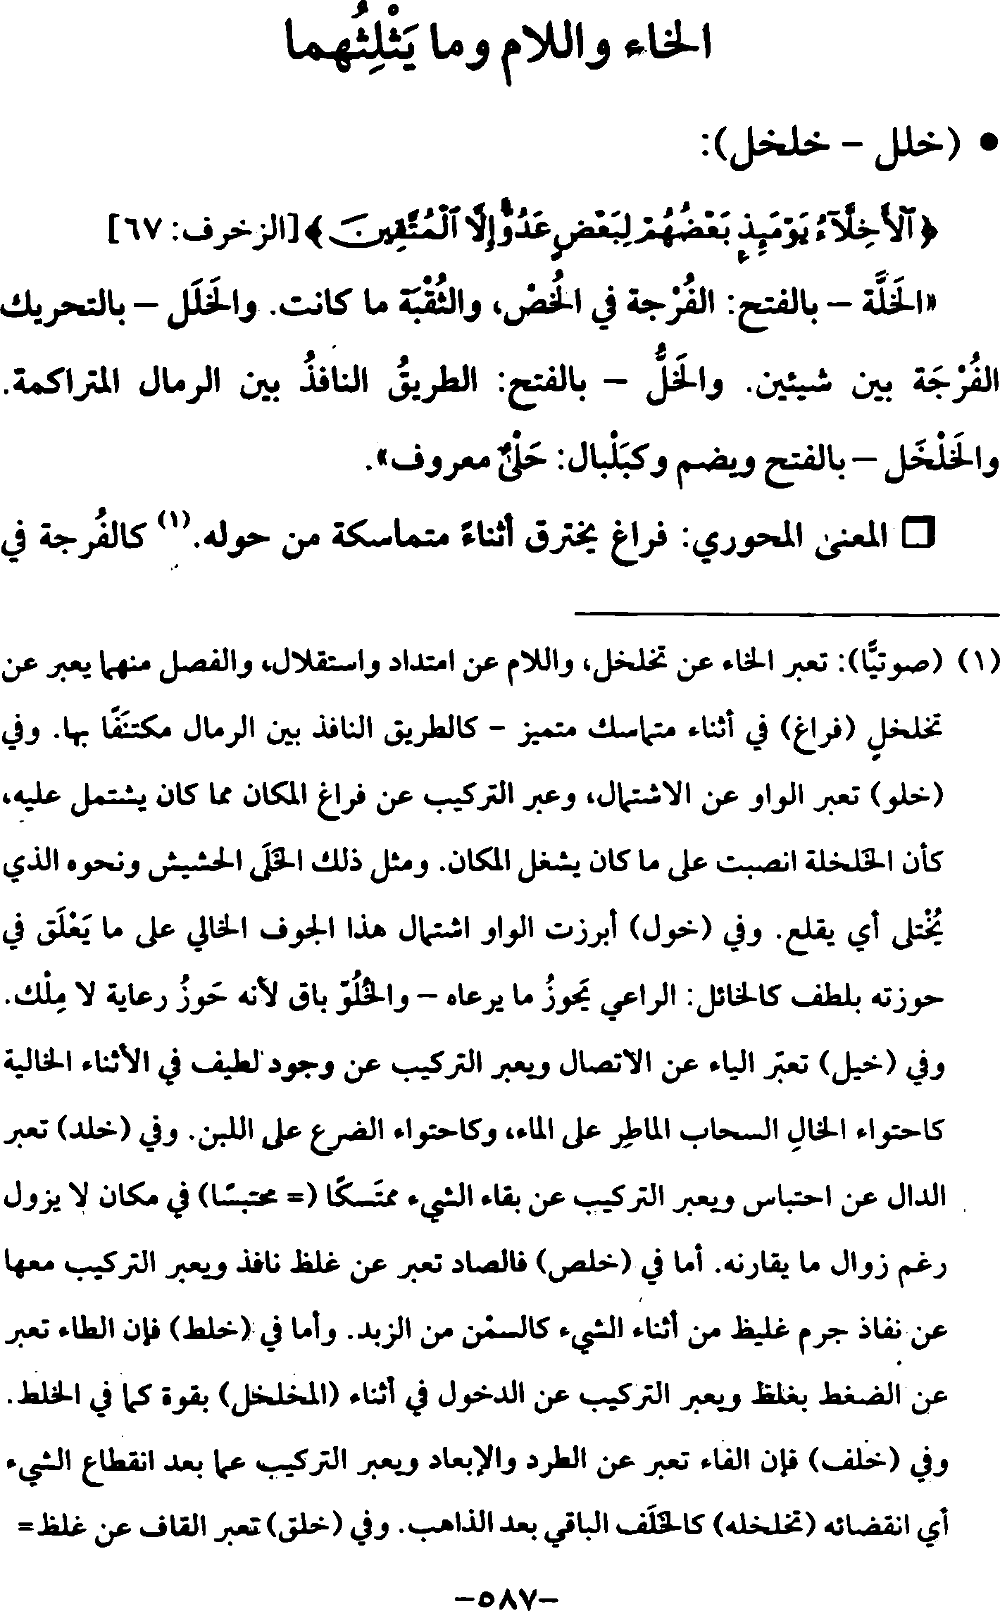 الخاء واللام وما يَثْلِثُهما
• (خلل - خلخل):
﴿ٱلْأَخِلَّآءُ يَوْمَئِذٍۭ بَعْضُهُمْ لِبَعْضٍ عَدُوٌّ إِلَّا ٱلْمُتَّقِينَ﴾ [الزخرف: ٦٧]
«الخَلَّة - بالفتح: الفُرْجة في الخُصْ، والثُقْبَة ما كانت. والخَلَل - بالتحريك
الفُرْجَة بين شيئين. والخَلُّ - بالفتح: الطريقُ النافذُ بين الرمال المتراكمة.
والخَلْخَل - بالفتح ويضم وكبَلْبال: حَلْىٌ معروف».
□ المعنى المحوري: فراغ يخترق أثناءً متماسكة من حوله.(١) كالفُرجة في
(١) (صوتيًّا): تعبر الخاء عن تخلخل، واللام عن امتداد واستقلال، والفصل منهما يعبر عن
تخلخلٍ (فراغ) في أثناء متماسك متميز - كالطريق النافذ بين الرمال مكتنَفًا بها. وفي
(خلو) تعبر الواو عن الاشتمال، وعبر التركيب عن فراغ المكان مما كان يشتمل عليه،
كأن الخلخلة انصبت على ما كان يشغل المكان. ومثل ذلك الخَلَى الحشيش ونحوه الذي
يُخْتلى أي يقلع. وفي (خول) أبرزت الواو اشتمال هذا الجوف الخالي على ما يَعْلَق في
حوزته بلطف كالخائل: الراعي يَحوزُ ما يرعاه - والخُلُوّ باق لأنه حَوزُ رعاية لا مِلْك.
وفي (خيل) تعبّر الياء عن الاتصال ويعبر التركيب عن وجود لطيف في الأثناء الخالية
كاحتواء الخالِ السحاب الماطِر على الماء، وكاحتواء الضرع على اللبن. وفي (خلد) تعبر
الدال عن احتباس ويعبر التركيب عن بقاء الشيء ممتَسكًا (= محتبسًا) في مكان لا يزول
رغم زوال ما يقارنه. أما في (خلص) فالصاد تعبر عن غلظ نافذ ويعبر التركيب معها
عن نفاذ جرم غليظ من أثناء الشيء كالسمْن من الزبد. وأما في (خلط) فإن الطاء تعبر
عن الضغط بغلظ ويعبر التركيب عن الدخول في أثناء (المخلخل) بقوة كما في الخلط.
وفي (خلف) فإن الفاء تعبر عن الطرد والإبعاد ويعبر التركيب عما بعد انقطاع الشيء
أي انقضائه (تخلخله) كالخَلَف الباقي بعد الذاهب. وفي (خلق) تعبر القاف عن غلظ=
-٥٨٧-